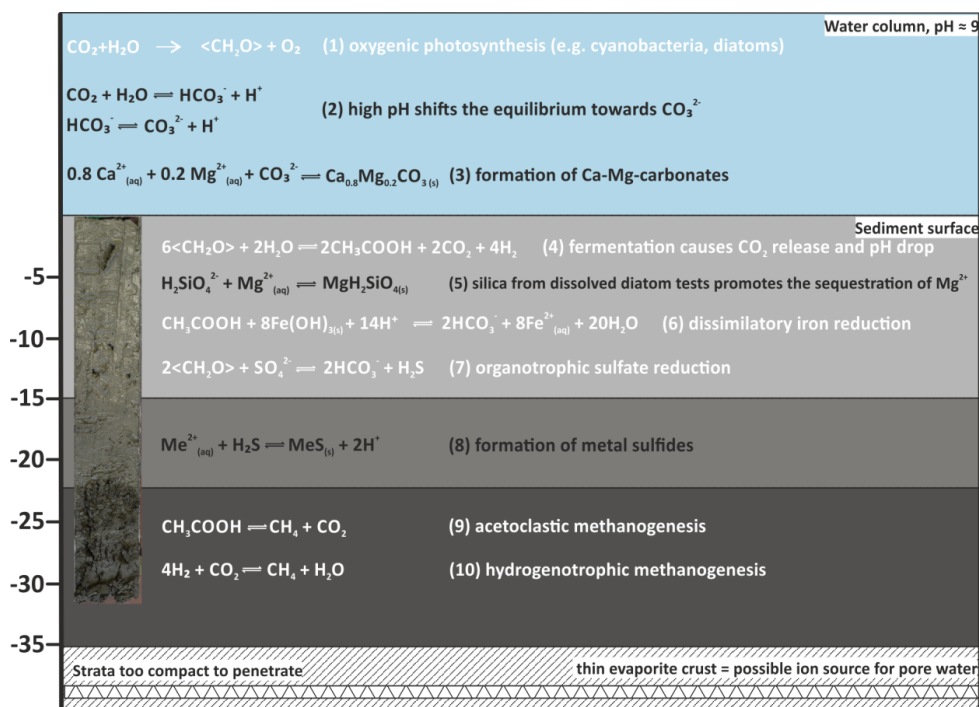 Water column, pH ≈ 9
CO₂+H₂O → <CH₂O> + O₂ (1) oxygenic photosynthesis (e.g. cyanobacteria, diatoms)
CO₂ + H₂O ⇌ HCO₃⁻ + H⁺
(2) high pH shifts the equilibrium towards CO₃²⁻
HCO₃⁻ ⇌ CO₃²⁻ + H⁺
0.8 Ca²⁺(aq) + 0.2 Mg²⁺(aq) + CO₃²⁻ ⇌ Ca₀.₈Mg₀.₂CO₃(s) (3) formation of Ca-Mg-carbonates
Sediment surface
6<CH₂O> + 2H₂O ⇌ 2CH₃COOH + 2CO₂ + 4H₂ (4) fermentation causes CO₂ release and pH drop
-5
H₂SiO₄²⁻ + Mg²⁺(aq) ⇌ MgH₂SiO₄(s) (5) silica from dissolved diatom tests promotes the sequestration of Mg²⁺
CH₃COOH + 8Fe(OH)₃(s) + 14H⁺ ⇌ 2HCO₃⁻ + 8Fe²⁺(aq) + 20H₂O (6) dissimilatory iron reduction
-10
2<CH₂O> + SO₄²⁻ ⇌ 2HCO₃⁻ + H₂S (7) organotrophic sulfate reduction
-15
Me²⁺(aq) + H₂S ⇌ MeS(s) + 2H⁺ (8) formation of metal sulfides
-20
-25
CH₃COOH ⇌ CH₄ + CO₂ (9) acetoclastic methanogenesis
4H₂ + CO₂ ⇌ CH₄ + H₂O (10) hydrogenotrophic methanogenesis
-30
-35
Strata too compact to penetrate
thin evaporite crust = possible ion source for pore water